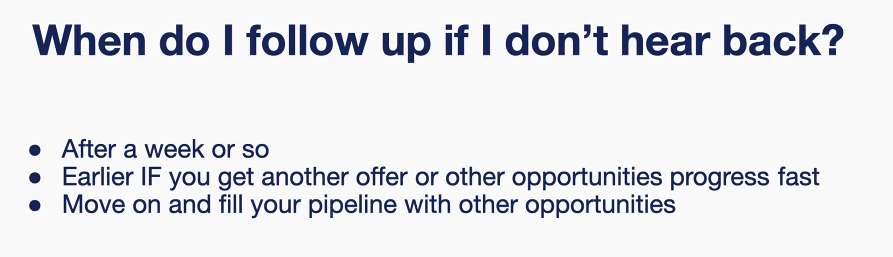 When do I follow up if I don’t hear back?
● After a week or so
● Earlier IF you get another offer or other opportunities progress fast
● Move on and fill your pipeline with other opportunities